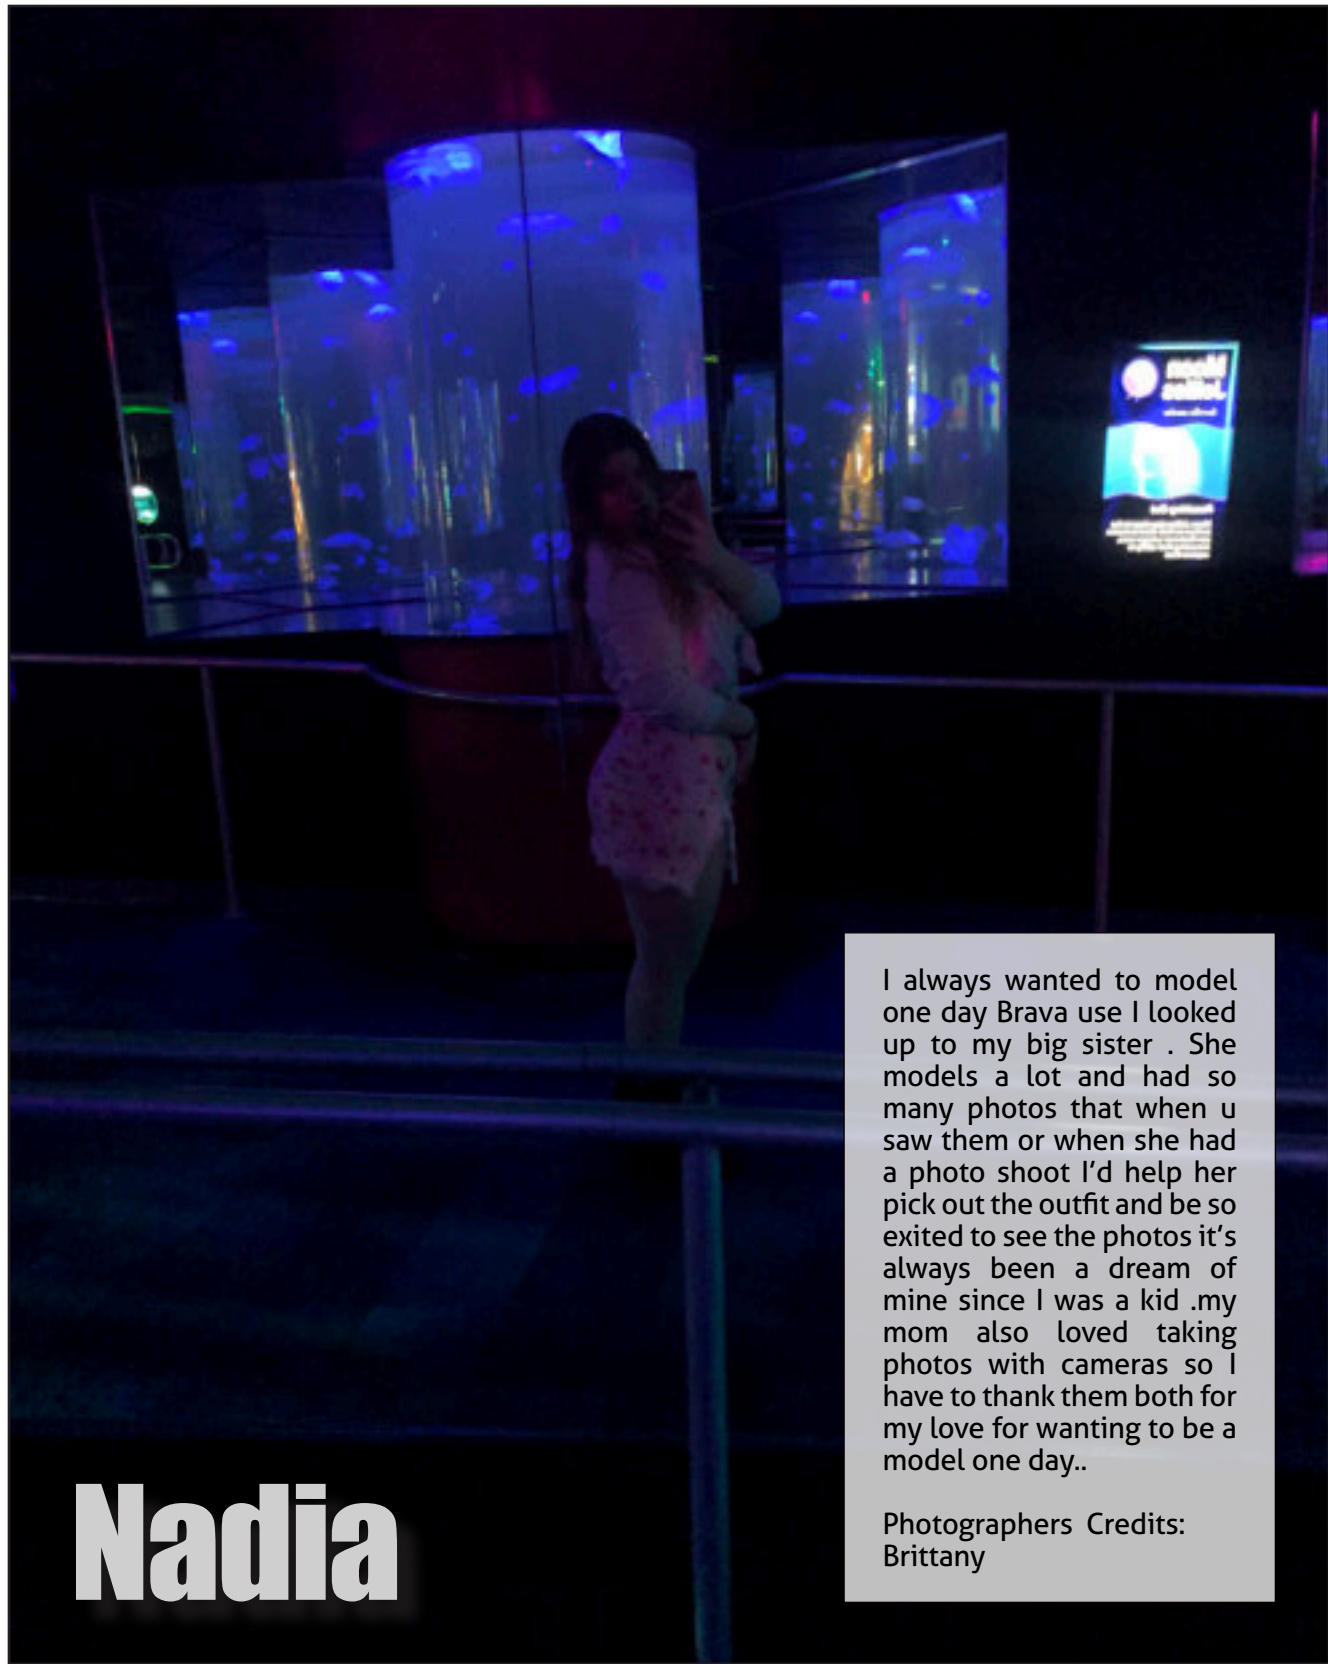 I always wanted to model
one day Brava use I looked
up to my big sister . She
models a lot and had so
many photos that when u
saw them or when she had
a photo shoot I'd help her
pick out the outfit and be so
exited to see the photos it's
always been a dream of
mine since I was a kid .my
mom also loved taking
photos with cameras so I
have to thank them both for
my love for wanting to be a
model one day..
Photographers Credits:
Brittany
Nadia